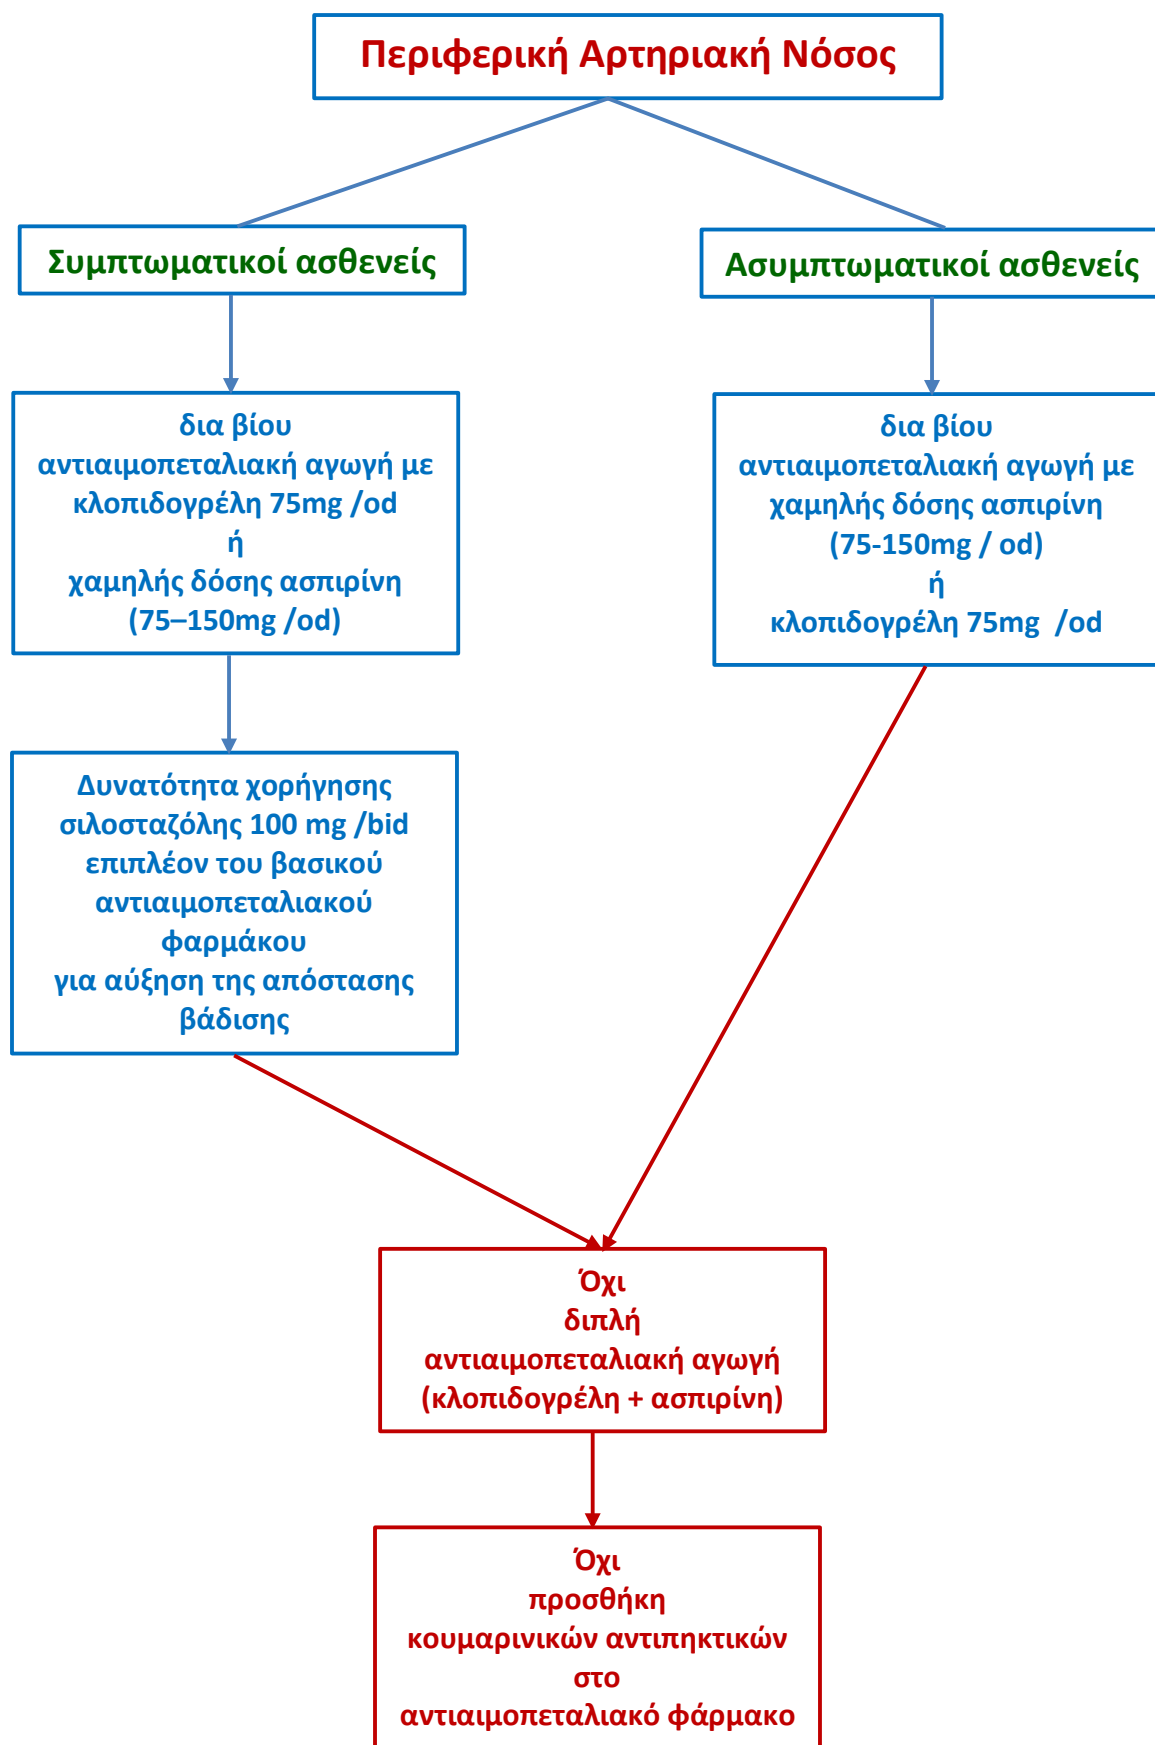 Περιφερική Αρτηριακή Νόσος
Συμπτωματικοί ασθενείς
Ασυμπτωματικοί ασθενείς
δια βίου
αντιαιμοπεταλιακή αγωγή με
κλοπιδογρέλη 75mg /od
ή
χαμηλής δόσης ασπιρίνη
(75–150mg /od)
δια βίου
αντιαιμοπεταλιακή αγωγή με
χαμηλής δόσης ασπιρίνη
(75-150mg / od)
ή
κλοπιδογρέλη 75mg /od
Δυνατότητα χορήγησης
σιλοσταζόλης 100 mg /bid
επιπλέον του βασικού
αντιαιμοπεταλιακού
φαρμάκου
για αύξηση της απόστασης
βάδισης
Όχι
διπλή
αντιαιμοπεταλιακή αγωγή
(κλοπιδογρέλη + ασπιρίνη)
Όχι
προσθήκη
κουμαρινικών αντιπηκτικών
στο
αντιαιμοπεταλιακό φάρμακο